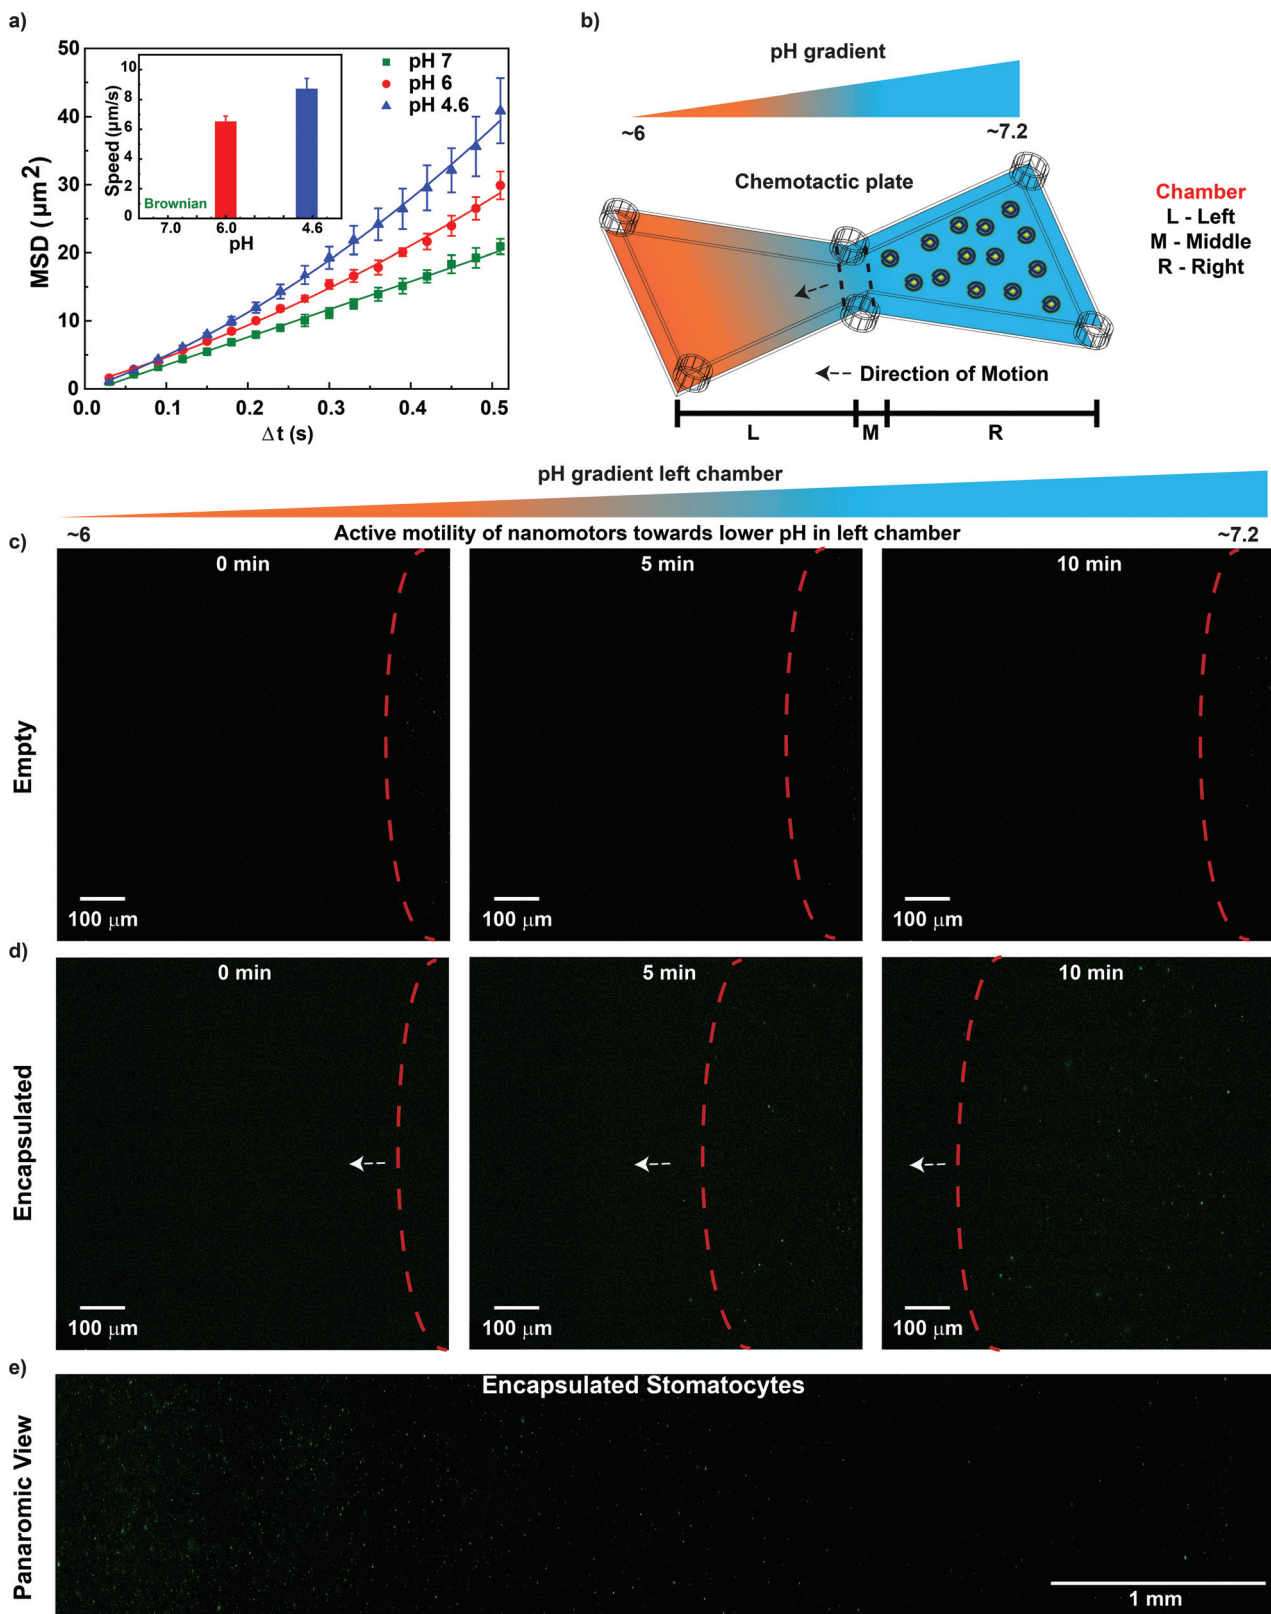 a)
50
40
30
20
10
0
MSD (µm²)
0.0 0.1 0.2 0.3 0.4 0.5
Δt (s)
pH 7
pH 6
pH 4.6
10
8
6
4
2
0
Speed (µm/s)
Brownian
7.0 6.0 4.6
pH
b)
pH gradient
~6 ~7.2
Chemotactic plate
Chamber
L - Left
M - Middle
R - Right
Direction of Motion
L M R
pH gradient left chamber
~6 Active motility of nanomotors towards lower pH in left chamber ~7.2
c)
Empty
0 min 5 min 10 min
100 µm 100 µm 100 µm
d)
Encapsulated
0 min 5 min 10 min
100 µm 100 µm 100 µm
e)
Panaromic View
Encapsulated Stomatocytes
1 mm